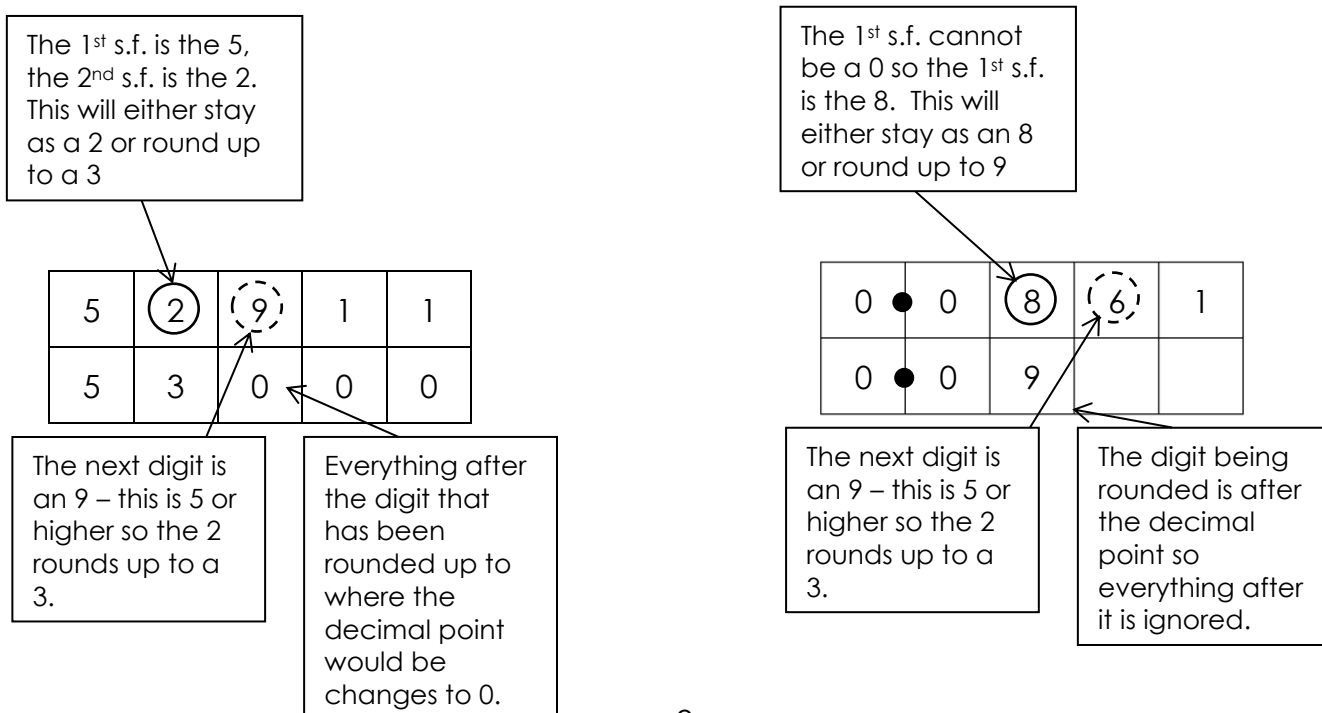 The 1st s.f. is the 5,
the 2nd s.f. is the 2.
This will either stay
as a 2 or round up
to a 3
The 1st s.f. cannot
be a 0 so the 1st s.f.
is the 8. This will
either stay as an 8
or round up to 9
5 2 9 1 1
5 3 0 0 0
0 • 0 8 6 1
0 • 0 9
The next digit is
an 9 – this is 5 or
higher so the 2
rounds up to a
3.
Everything after
the digit that
has been
rounded up to
where the
decimal point
would be
changes to 0.
The next digit is
an 9 – this is 5 or
higher so the 2
rounds up to a
3.
The digit being
rounded is after
the decimal
point so
everything after
it is ignored.